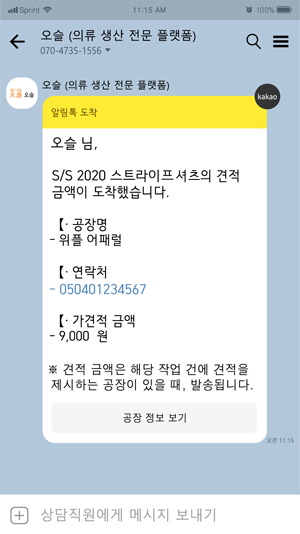 Sprint 11:15 AM 100%
오슬 (의류 생산 전문 플랫폼)
070-4735-1556
오슬 (의류 생산 전문 플랫폼)
오슬
kakao
알림톡 도착
오슬 님,
S/S 2020 스트라이프 셔츠의 견적
금액이 도착했습니다.
【· 공장명
- 위플 어패럴
【· 연락처
- 050401234567
【· 가견적 금액
- 9,000 원
※ 견적 금액은 해당 작업 건에 견적을
제시하는 공장이 있을 때, 발송됩니다.
공장 정보 보기
오전 11:15
상담직원에게 메시지 보내기